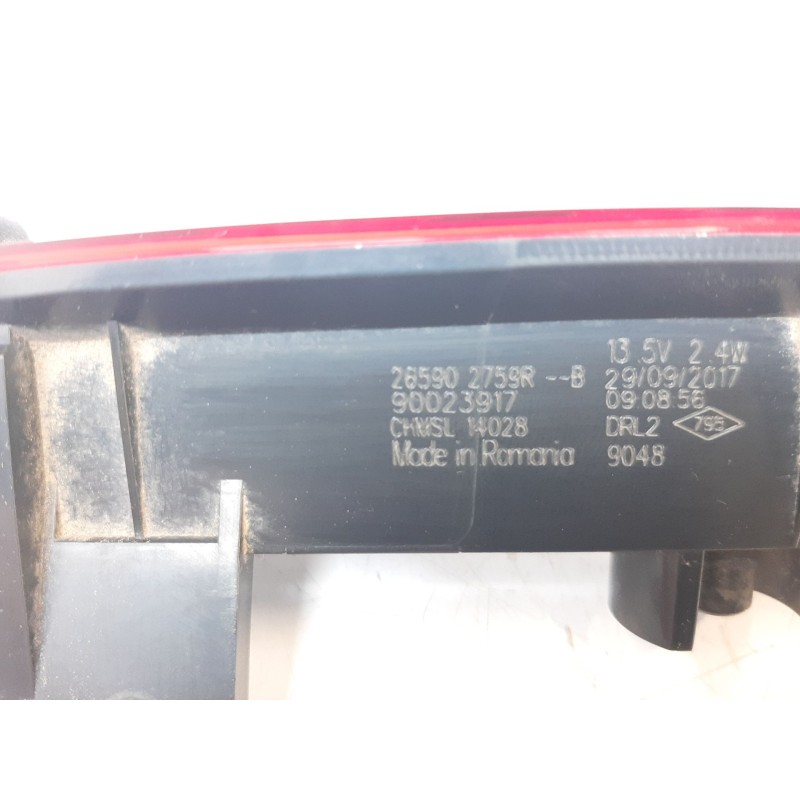 13.5V 2.4W
26590 2759R --B 29/09/2017
90023917 09:08:56
CHMSL 14028 DRL2 795
Made in Romania 9048